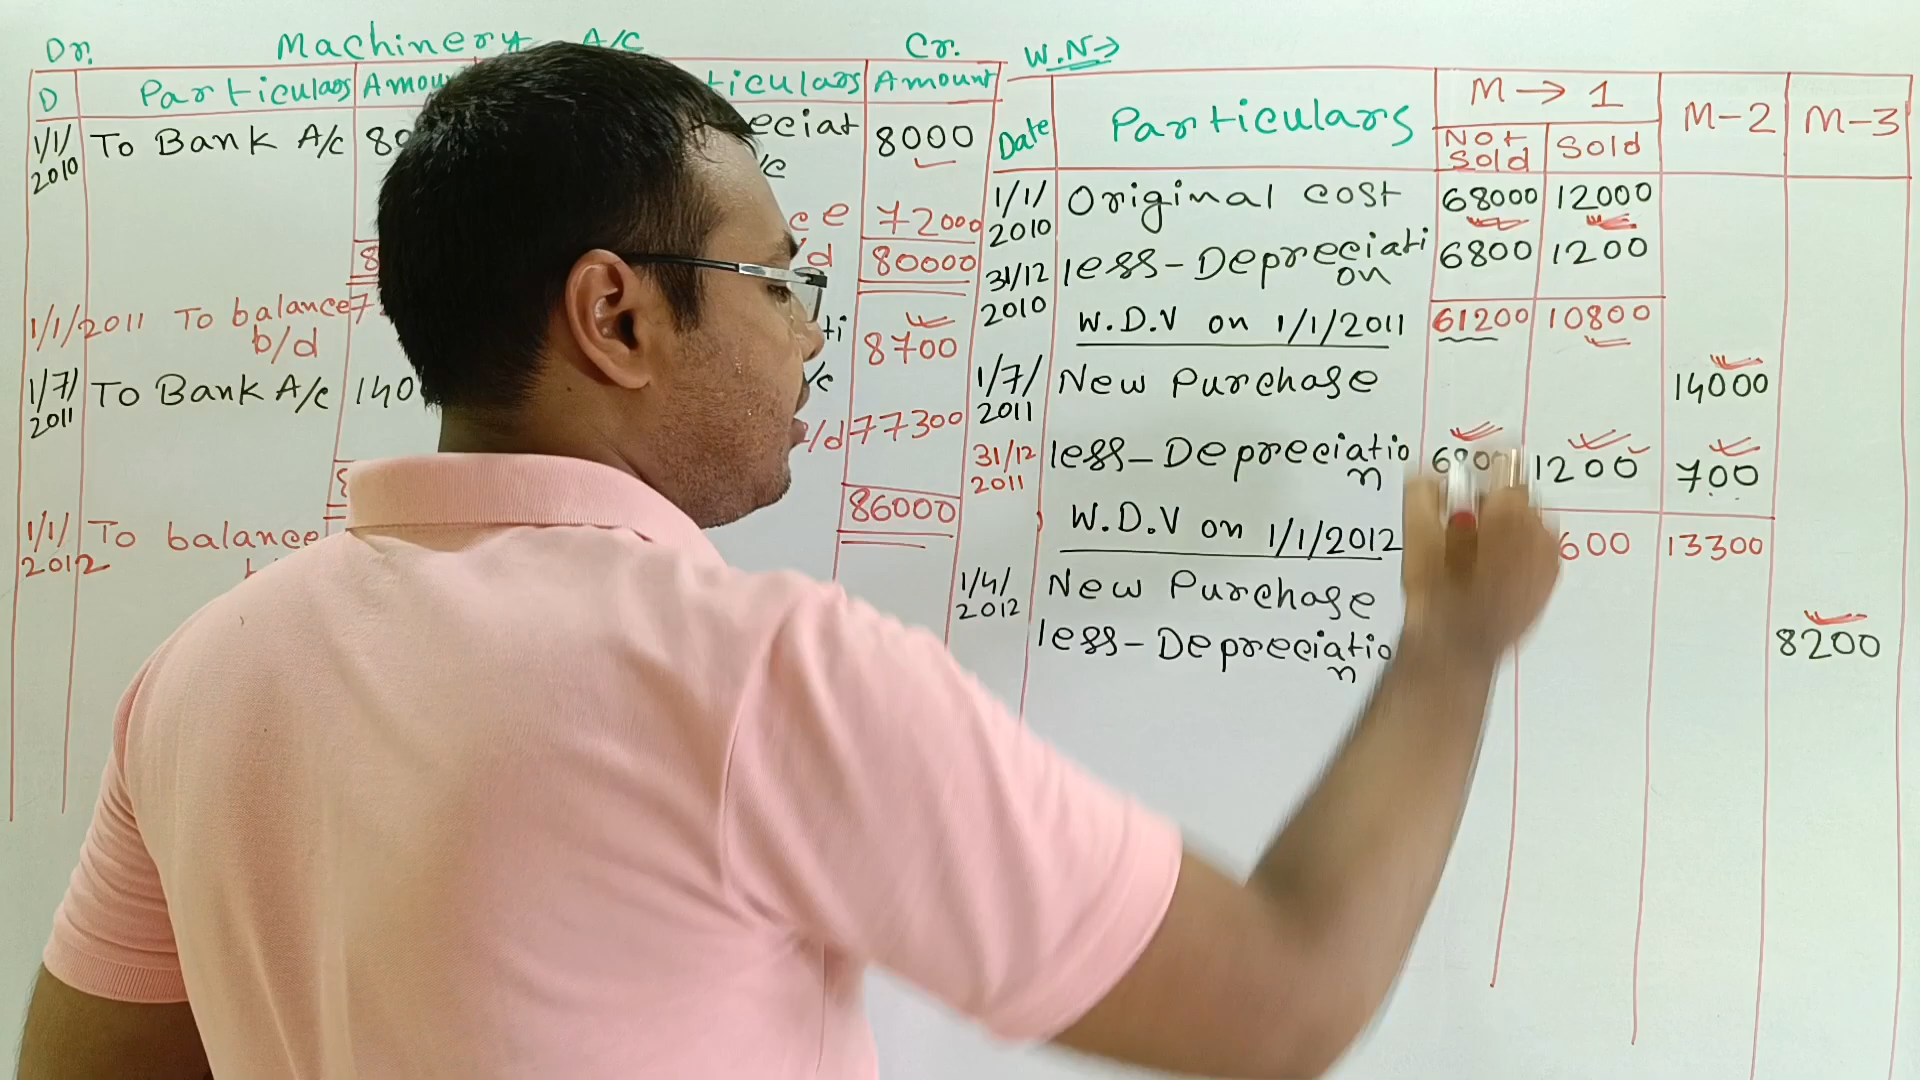 Dr. Machinery A/c Cr.
D Particulars Amou ticulars Amount
1/1/2010 To Bank A/c 80 eciat 8000
/c
ce 72000
8 /d 80000
1/1/2011 To balance b/d 7 ti 8700
1/7/2011 To Bank A/c 140 /c
/d 77300
86000
1/1/2012 To balance
W.N→
Date Particulars M → 1 M-2 M-3
Not Sold Sold
1/1/2010 Original cost 68000 12000
31/12 2010 less-Depreciation 6800 1200
W.D.V on 1/1/2011 61200 10800
1/7/2011 New Purchase 14000
31/12 2011 less-Depreciation 6800 1200 700
W.D.V on 1/1/2012 600 13300
1/4/2012 New Purchase
less-Depreciation 8200